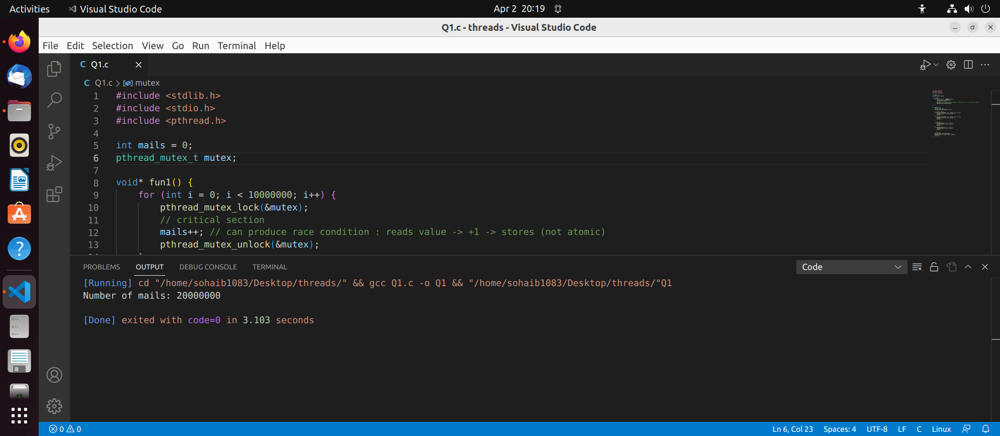 Activities Visual Studio Code Apr 2 20:19
Q1.c - threads - Visual Studio Code
File Edit Selection View Go Run Terminal Help
C Q1.c
C Q1.c > mutex
1 #include <stdlib.h>
2 #include <stdio.h>
3 #include <pthread.h>
4
5 int mails = 0;
6 pthread_mutex_t mutex;
7
8 void* fun1() {
9 for (int i = 0; i < 10000000; i++) {
10 pthread_mutex_lock(&mutex);
11 // critical section
12 mails++; // can produce race condition : reads value -> +1 -> stores (not atomic)
13 pthread_mutex_unlock(&mutex);
PROBLEMS OUTPUT DEBUG CONSOLE TERMINAL Code
[Running] cd "/home/sohaib1083/Desktop/threads/" && gcc Q1.c -o Q1 && "/home/sohaib1083/Desktop/threads/"Q1
Number of mails: 20000000
[Done] exited with code=0 in 3.103 seconds
0 0 Ln 6, Col 23 Spaces: 4 UTF-8 LF C Linux